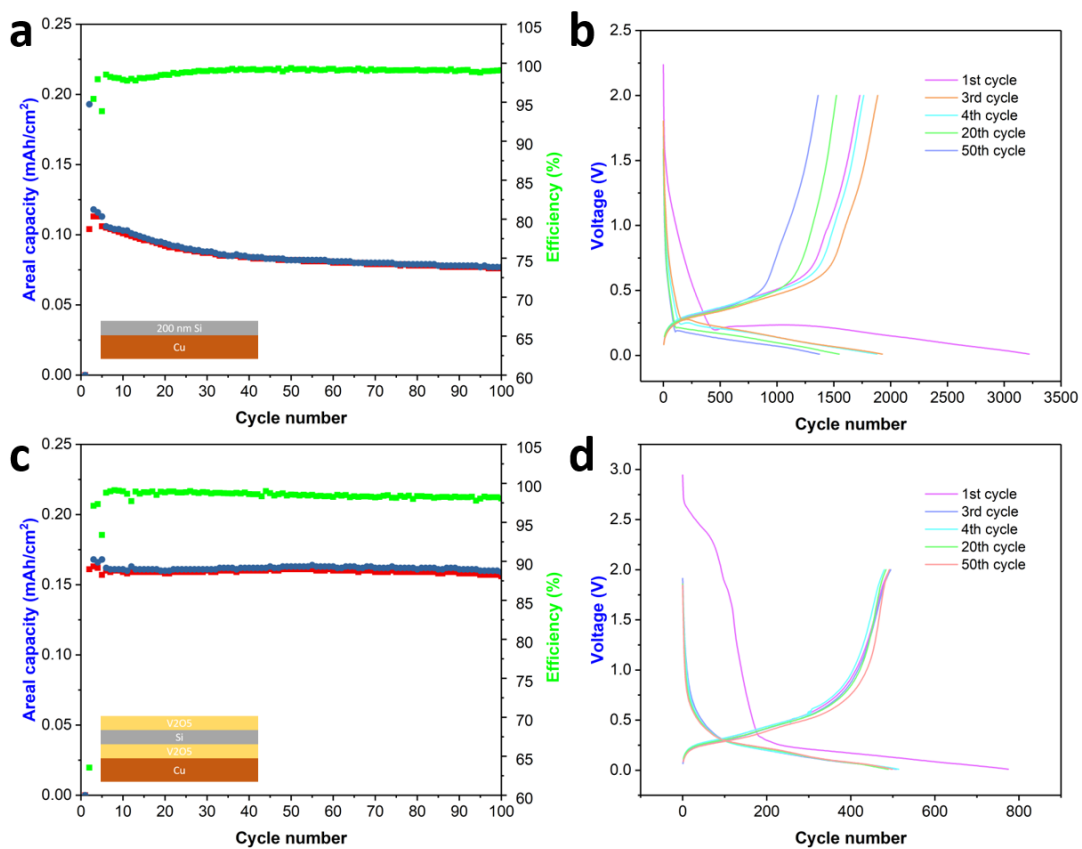 a
Areal capacity (mAh/cm²)
0.25
0.20
0.15
0.10
0.05
0.00
105
100
95
90
85
80
75
70
65
60
Efficiency (%)
200 nm Si
Cu
0 10 20 30 40 50 60 70 80 90 100
Cycle number
b
Voltage (V)
2.5
2.0
1.5
1.0
0.5
0.0
1st cycle
3rd cycle
4th cycle
20th cycle
50th cycle
0 500 1000 1500 2000 2500 3000 3500
Cycle number
c
Areal capacity (mAh/cm²)
0.25
0.20
0.15
0.10
0.05
0.00
105
100
95
90
85
80
75
70
65
60
Efficiency (%)
V2O5
Si
V2O5
Cu
0 10 20 30 40 50 60 70 80 90 100
Cycle number
d
Voltage (V)
3.0
2.5
2.0
1.5
1.0
0.5
0.0
1st cycle
3rd cycle
4th cycle
20th cycle
50th cycle
0 200 400 600 800
Cycle number